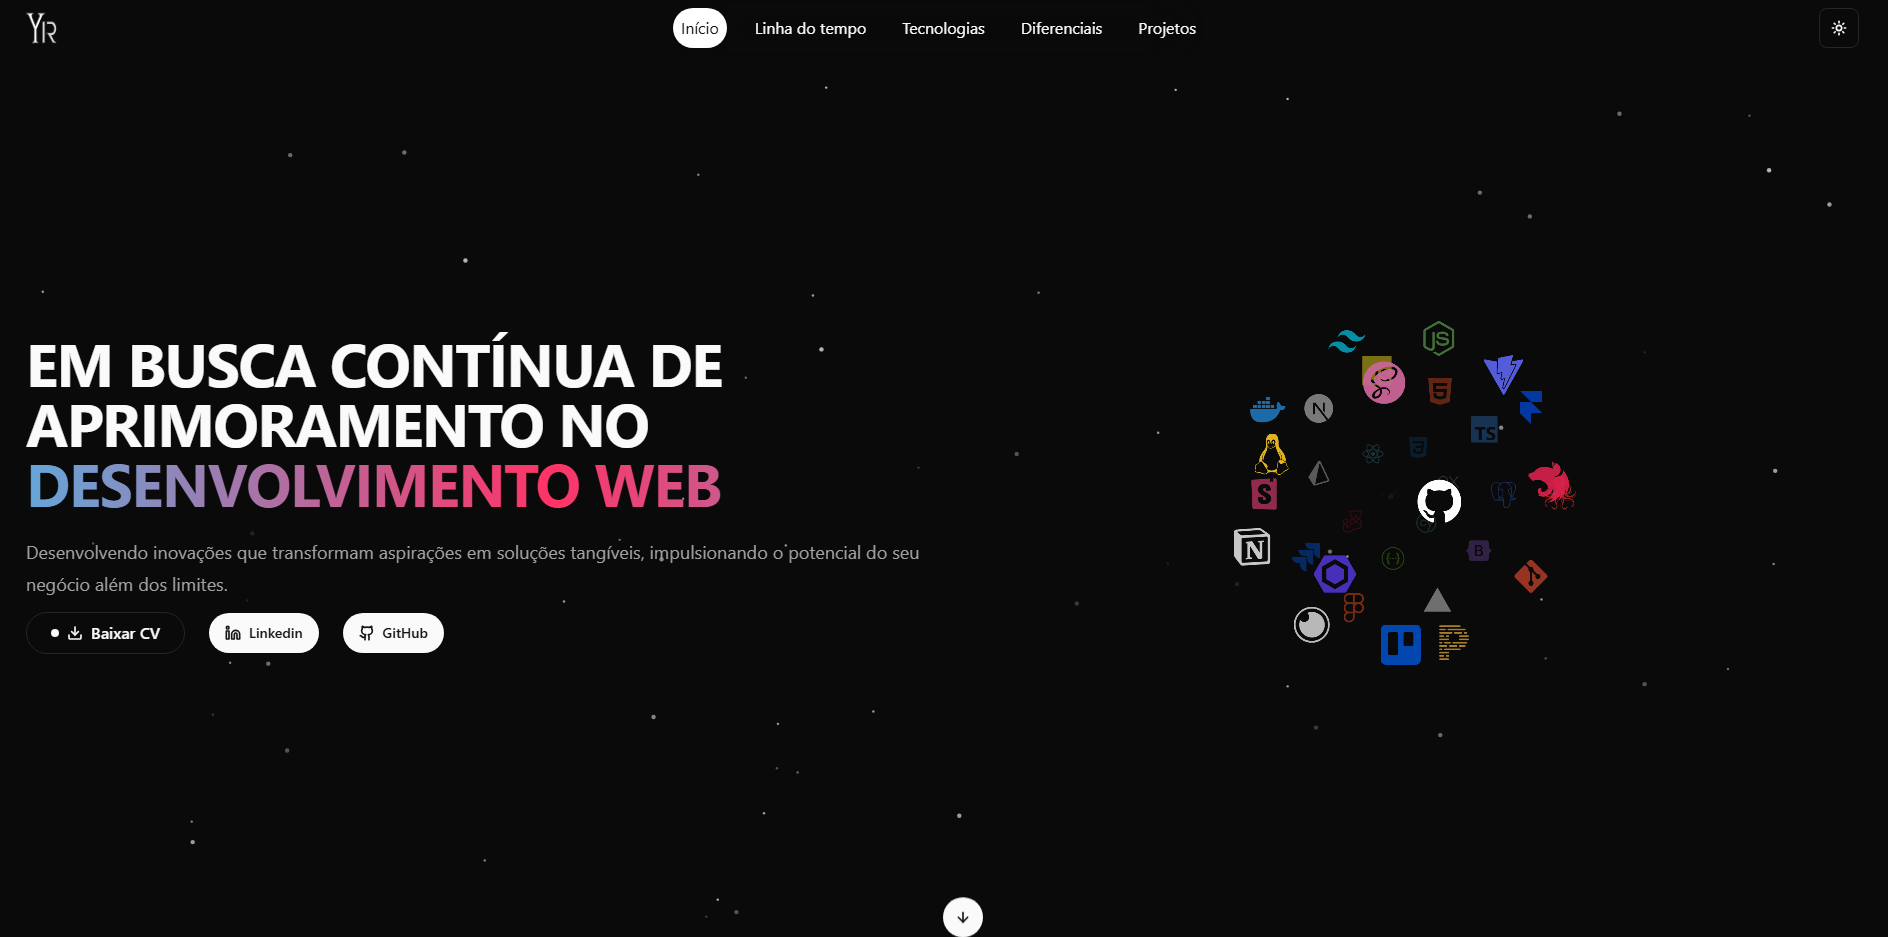 YR
Início
Linha do tempo
Tecnologias
Diferenciais
Projetos
EM BUSCA CONTÍNUA DE
APRIMORAMENTO NO
DESENVOLVIMENTO WEB
Desenvolvendo inovações que transformam aspirações em soluções tangíveis, impulsionando o potencial do seu
negócio além dos limites.
Baixar CV
Linkedin
GitHub
JS
N
5
TS
3
S
N
B
P